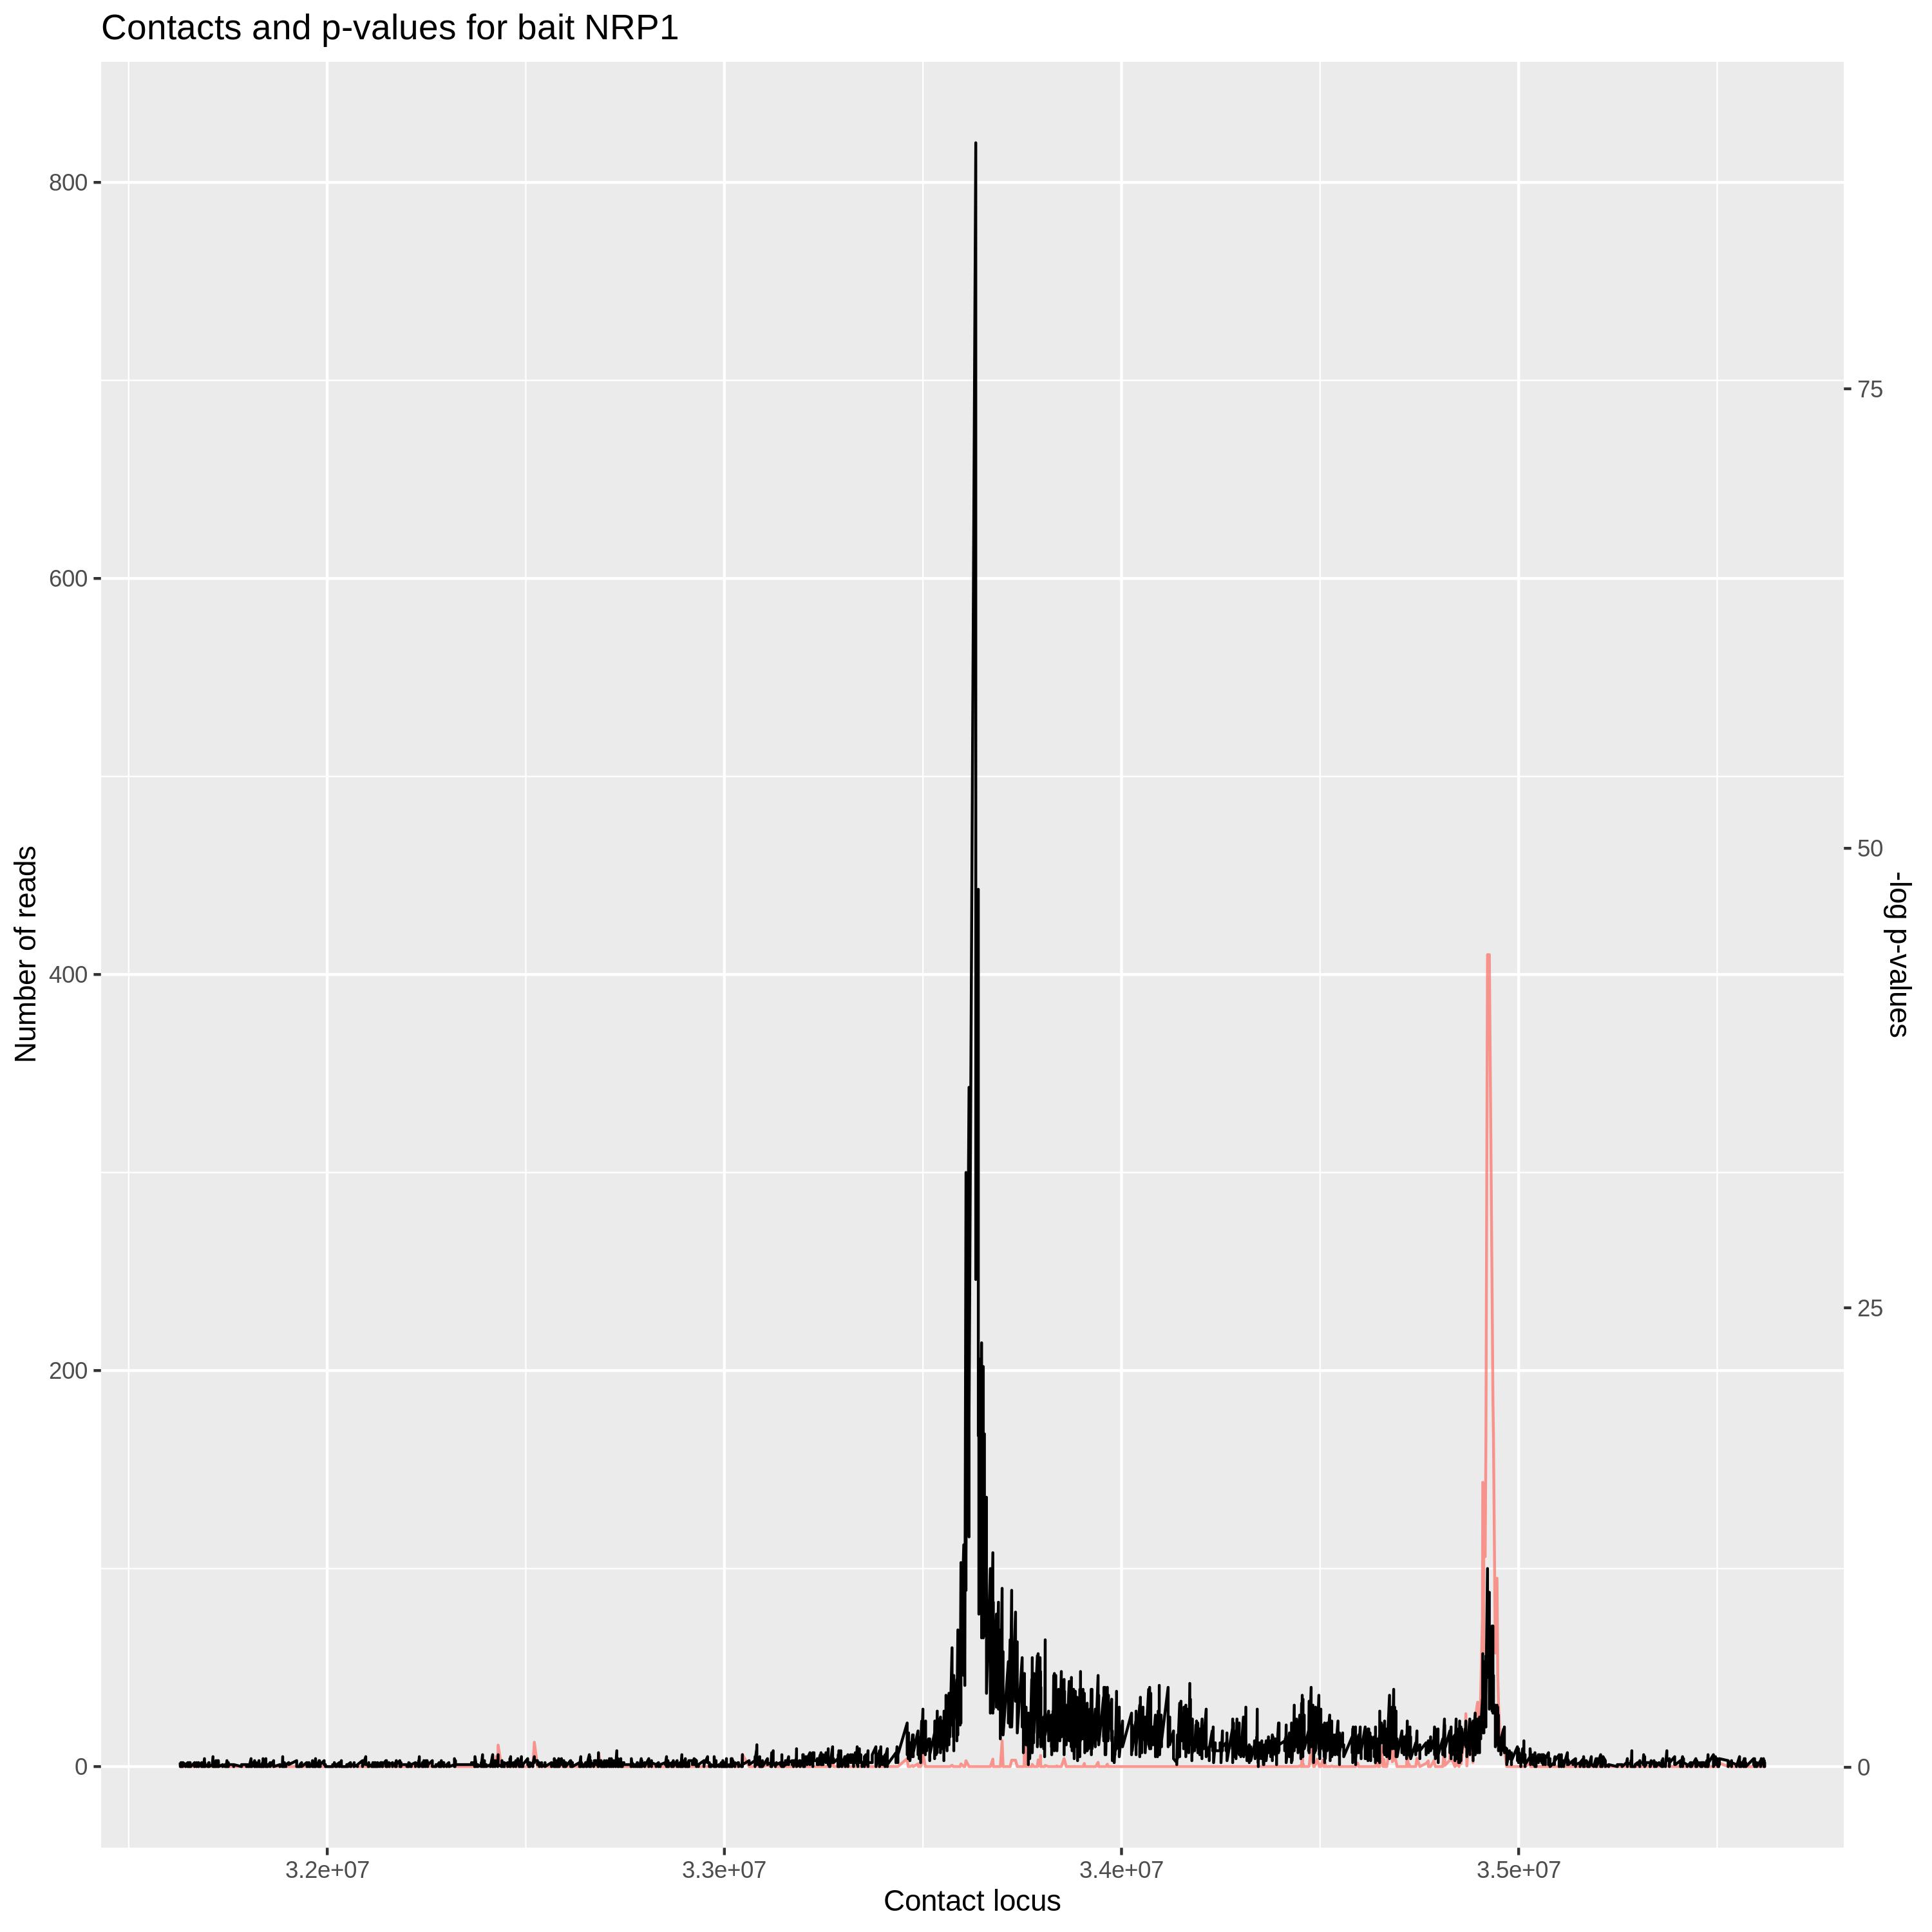 Contacts and p-values for bait NRP1
800
600
400
200
0
Number of reads
75
50
25
0
-log p-values
3.2e+07
3.3e+07
3.4e+07
3.5e+07
Contact locus